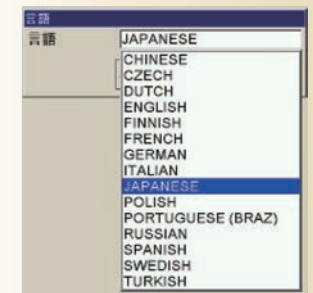 言語
言語 JAPANESE
CHINESE
CZECH
DUTCH
ENGLISH
FINNISH
FRENCH
GERMAN
ITALIAN
JAPANESE
POLISH
PORTUGUESE (BRAZ)
RUSSIAN
SPANISH
SWEDISH
TURKISH